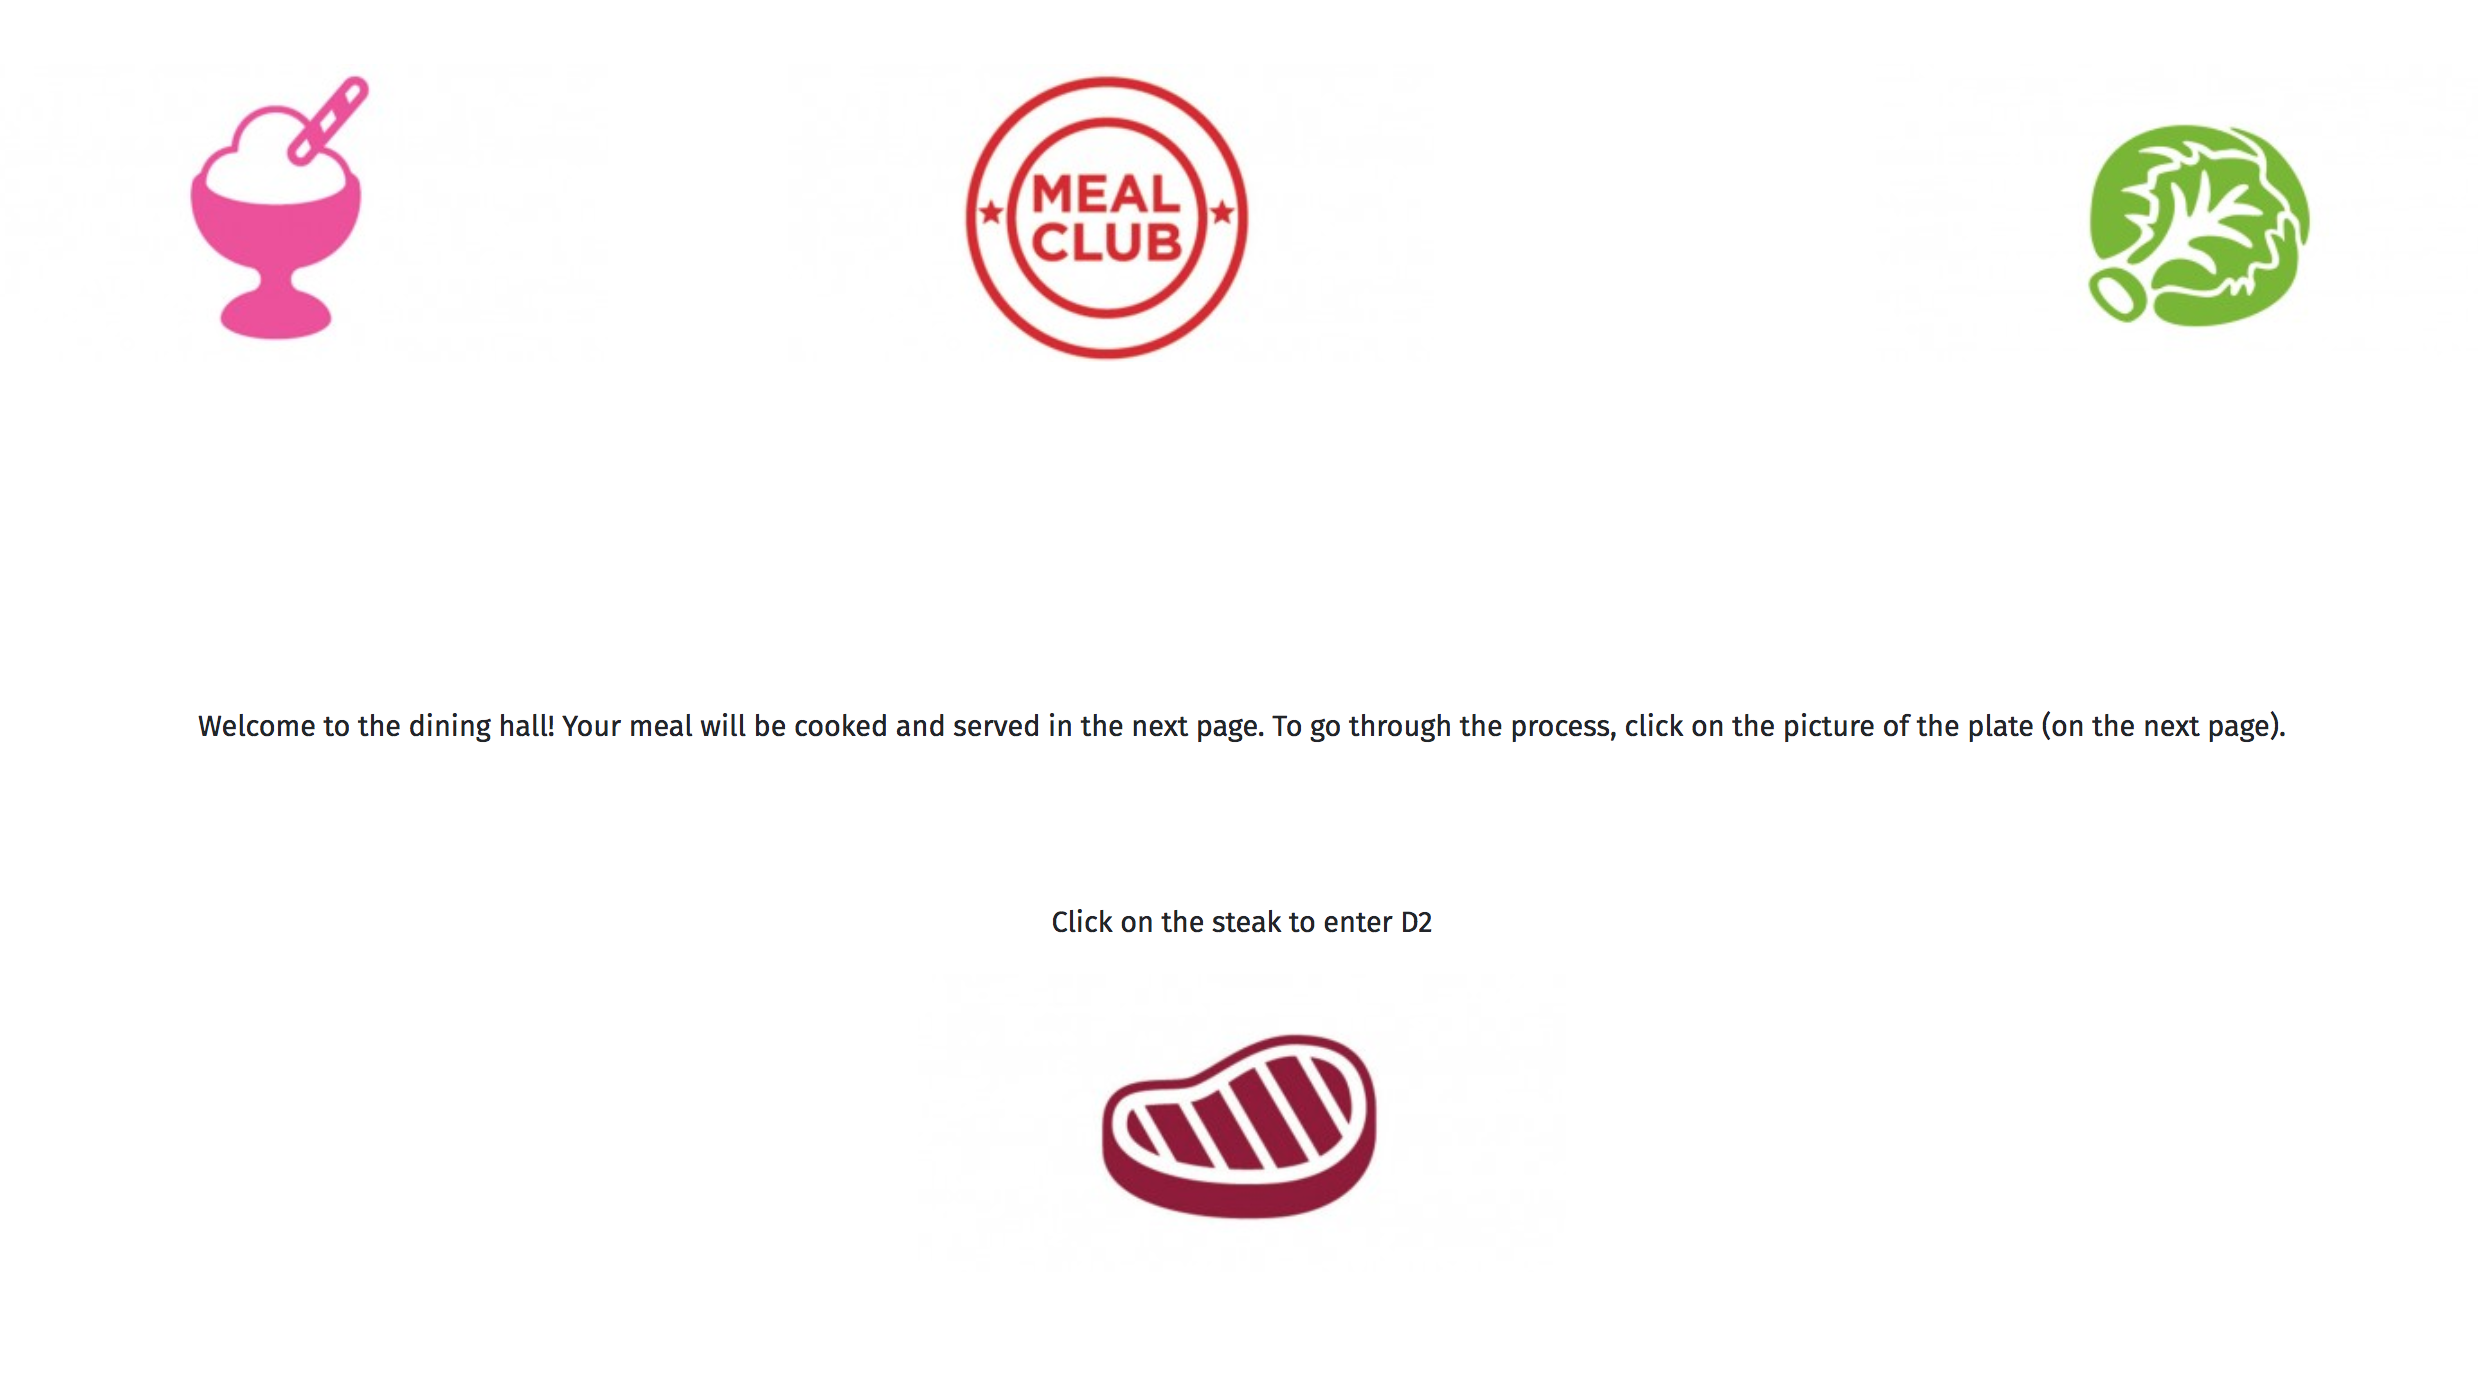 MEAL
CLUB
Welcome to the dining hall! Your meal will be cooked and served in the next page. To go through the process, click on the picture of the plate (on the next page).
Click on the steak to enter D2